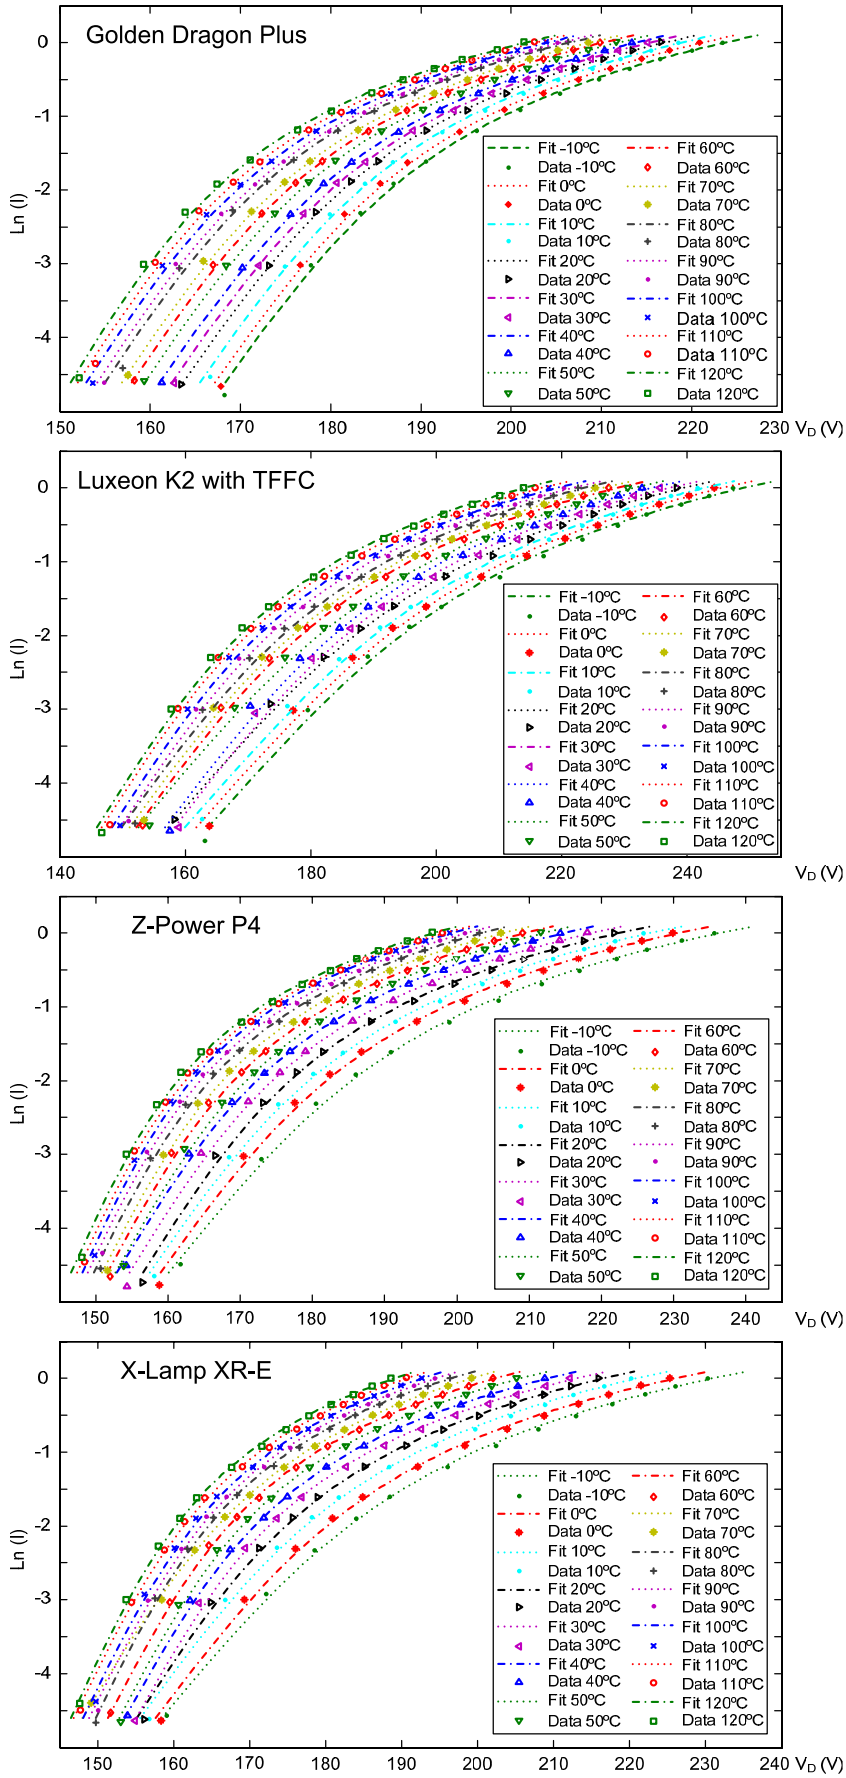 Golden Dragon Plus
Ln (I)
0
-1
-2
-3
-4
Fit -10ºC
Data -10ºC
Fit 0ºC
Data 0ºC
Fit 10ºC
Data 10ºC
Fit 20ºC
Data 20ºC
Fit 30ºC
Data 30ºC
Fit 40ºC
Data 40ºC
Fit 50ºC
Data 50ºC
Fit 60ºC
Data 60ºC
Fit 70ºC
Data 70ºC
Fit 80ºC
Data 80ºC
Fit 90ºC
Data 90ºC
Fit 100ºC
Data 100ºC
Fit 110ºC
Data 110ºC
Fit 120ºC
Data 120ºC
150 160 170 180 190 200 210 220 230 V_D (V)
Luxeon K2 with TFFC
Ln (I)
0
-1
-2
-3
-4
Fit -10ºC
Data -10ºC
Fit 0ºC
Data 0ºC
Fit 10ºC
Data 10ºC
Fit 20ºC
Data 20ºC
Fit 30ºC
Data 30ºC
Fit 40ºC
Data 40ºC
Fit 50ºC
Data 50ºC
Fit 60ºC
Data 60ºC
Fit 70ºC
Data 70ºC
Fit 80ºC
Data 80ºC
Fit 90ºC
Data 90ºC
Fit 100ºC
Data 100ºC
Fit 110ºC
Data 110ºC
Fit 120ºC
Data 120ºC
140 160 180 200 220 240 V_D (V)
Z-Power P4
Ln (I)
0
-1
-2
-3
-4
Fit -10ºC
Data -10ºC
Fit 0ºC
Data 0ºC
Fit 10ºC
Data 10ºC
Fit 20ºC
Data 20ºC
Fit 30ºC
Data 30ºC
Fit 40ºC
Data 40ºC
Fit 50ºC
Data 50ºC
Fit 60ºC
Data 60ºC
Fit 70ºC
Data 70ºC
Fit 80ºC
Data 80ºC
Fit 90ºC
Data 90ºC
Fit 100ºC
Data 100ºC
Fit 110ºC
Data 110ºC
Fit 120ºC
Data 120ºC
150 160 170 180 190 200 210 220 230 240 V_D (V)
X-Lamp XR-E
Ln (I)
0
-1
-2
-3
-4
Fit -10ºC
Data -10ºC
Fit 0ºC
Data 0ºC
Fit 10ºC
Data 10ºC
Fit 20ºC
Data 20ºC
Fit 30ºC
Data 30ºC
Fit 40ºC
Data 40ºC
Fit 50ºC
Data 50ºC
Fit 60ºC
Data 60ºC
Fit 70ºC
Data 70ºC
Fit 80ºC
Data 80ºC
Fit 90ºC
Data 90ºC
Fit 100ºC
Data 100ºC
Fit 110ºC
Data 110ºC
Fit 120ºC
Data 120ºC
150 160 170 180 190 200 210 220 230 240 V_D (V)